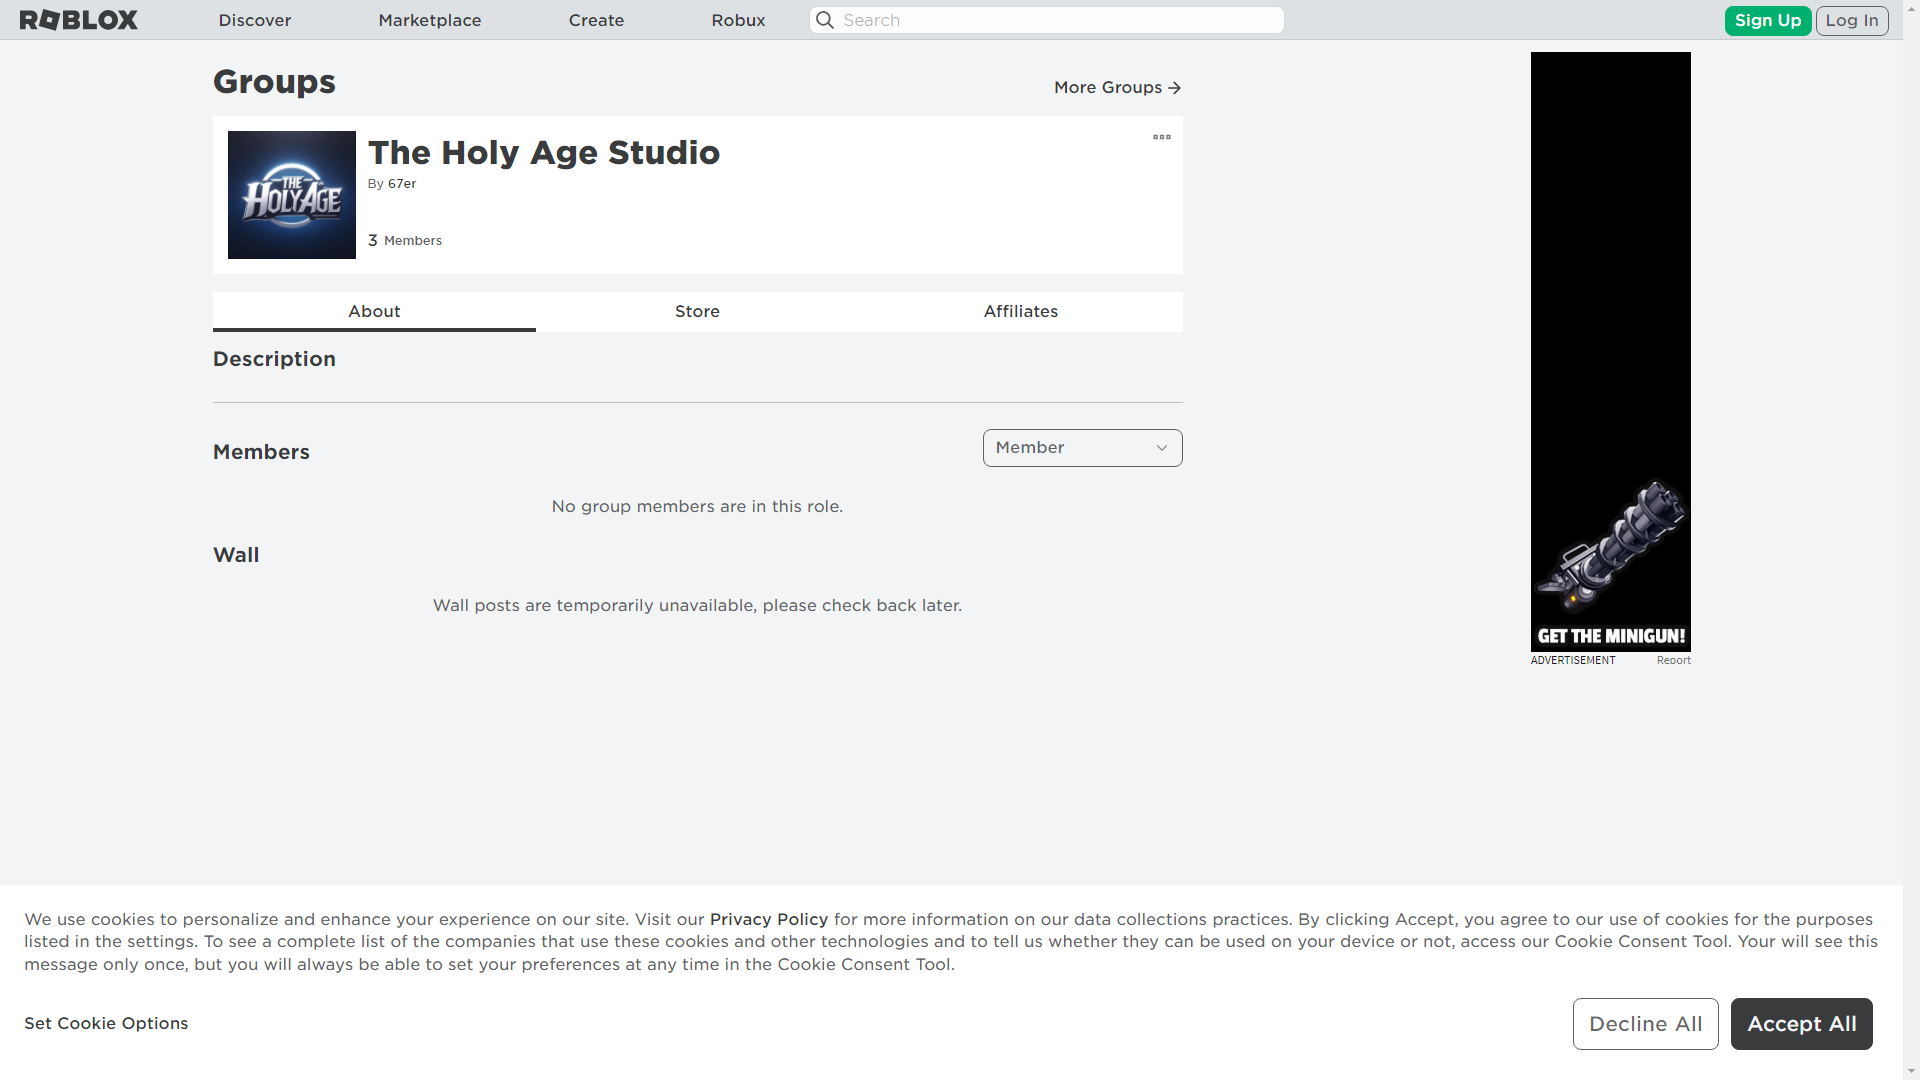 ROBLOX
Discover
Marketplace
Create
Robux
Search
Sign Up
Log In
Groups
More Groups
THE HOLY AGE
The Holy Age Studio
By 67er
3 Members
About
Store
Affiliates
Description
Members
Member
No group members are in this role.
Wall
Wall posts are temporarily unavailable, please check back later.
GET THE MINIGUN!
ADVERTISEMENT
Report
We use cookies to personalize and enhance your experience on our site. Visit our Privacy Policy for more information on our data collections practices. By clicking Accept, you agree to our use of cookies for the purposes
listed in the settings. To see a complete list of the companies that use these cookies and other technologies and to tell us whether they can be used on your device or not, access our Cookie Consent Tool. Your will see this
message only once, but you will always be able to set your preferences at any time in the Cookie Consent Tool.
Set Cookie Options
Decline All
Accept All